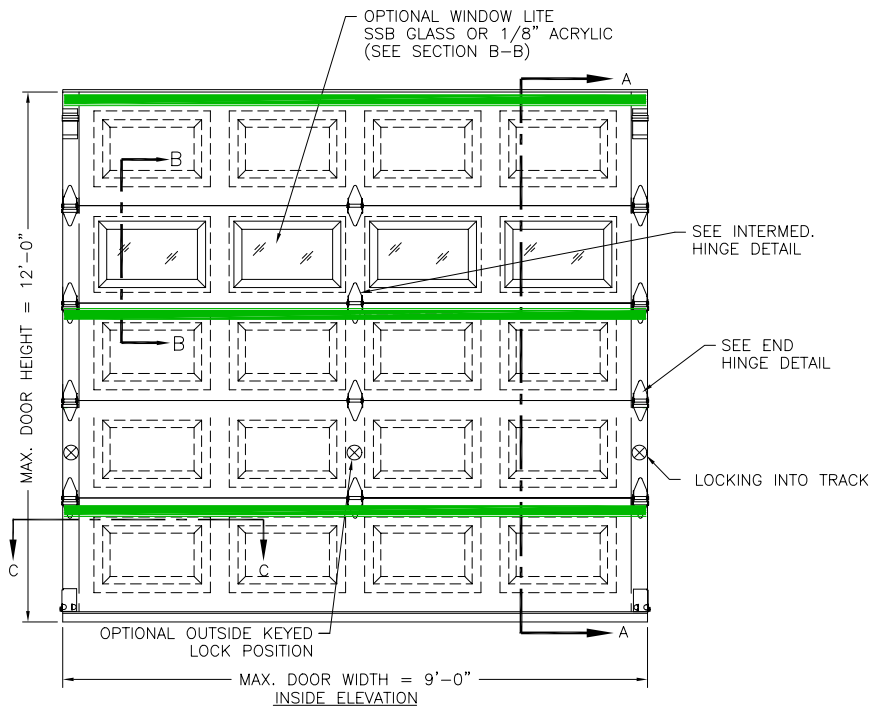 OPTIONAL WINDOW LITE
SSB GLASS OR 1/8" ACRYLIC
(SEE SECTION B-B)
A
B
SEE INTERMED.
HINGE DETAIL
MAX. DOOR HEIGHT = 12'-0"
B
SEE END
HINGE DETAIL
LOCKING INTO TRACK
C
C
OPTIONAL OUTSIDE KEYED
LOCK POSITION
A
MAX. DOOR WIDTH = 9'-0"
INSIDE ELEVATION